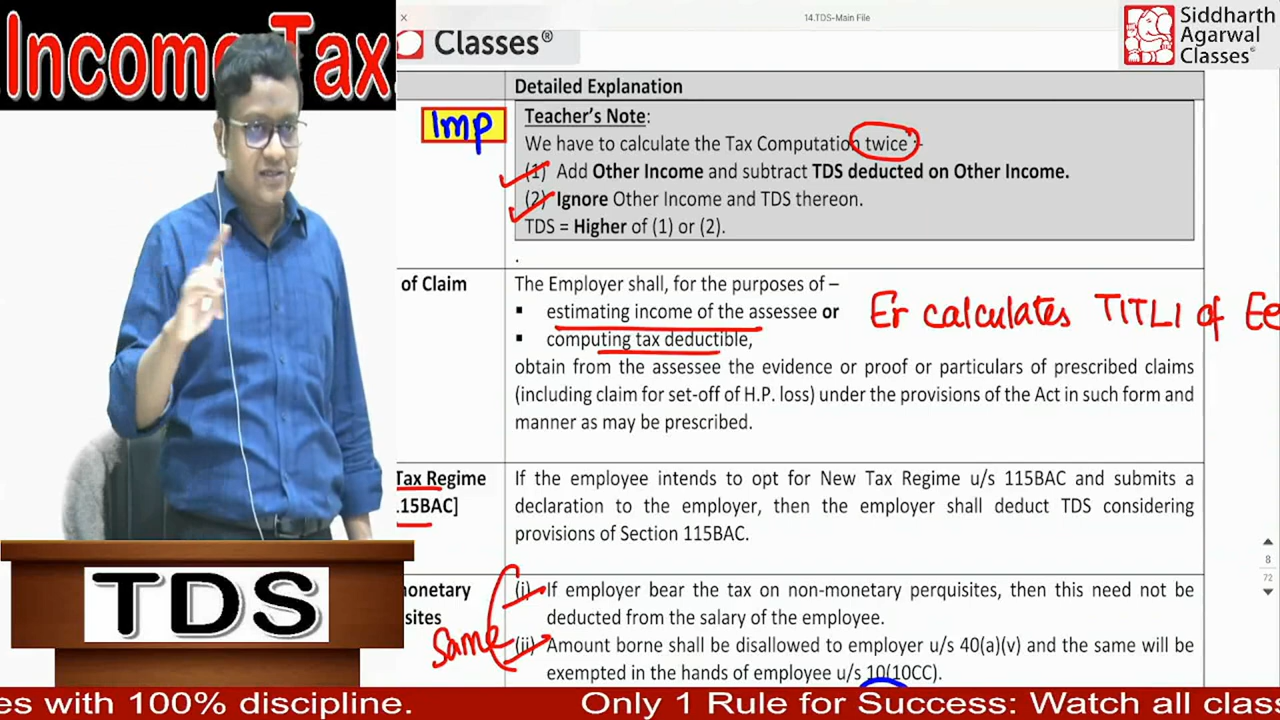 Income Tax.
14.TDS-Main File
Classes®
Siddharth
Agarwal
Classes®
Detailed Explanation
Imp
Teacher's Note:
We have to calculate the Tax Computation twice :-
(1) Add Other Income and subtract TDS deducted on Other Income.
(2) Ignore Other Income and TDS thereon.
TDS = Higher of (1) or (2).
.
of Claim
The Employer shall, for the purposes of –
▪ estimating income of the assessee or
▪ computing tax deductible,
Er calculates TITLI of Ee
obtain from the assessee the evidence or proof or particulars of prescribed claims
(including claim for set-off of H.P. loss) under the provisions of the Act in such form and
manner as may be prescribed.
Tax Regime
115BAC]
If the employee intends to opt for New Tax Regime u/s 115BAC and submits a
declaration to the employer, then the employer shall deduct TDS considering
provisions of Section 115BAC.
monetary
sites
Same
(i) If employer bear the tax on non-monetary perquisites, then this need not be
deducted from the salary of the employee.
(ii) Amount borne shall be disallowed to employer u/s 40(a)(v) and the same will be
exempted in the hands of employee u/s 10(10CC).
8
72
TDS
es with 100% discipline.
Only 1 Rule for Success: Watch all class